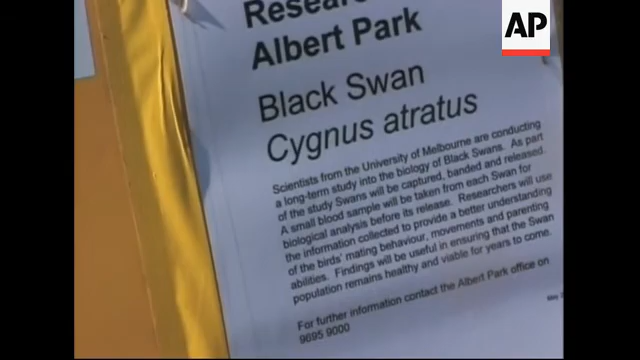 AP
Resear
Albert Park
Black Swan
Cygnus atratus
Scientists from the University of Melbourne are conducting
a long-term study into the biology of Black Swans. As part
of the study Swans will be captured, banded and released.
A small blood sample will be taken from each Swan for
biological analysis before its release. Researchers will use
the information collected to provide a better understanding
of the birds' mating behaviour, movements and parenting
abilities. Findings will be useful in ensuring that the Swan
population remains healthy and viable for years to come.
For further information contact the Albert Park office on
9695 9000
May